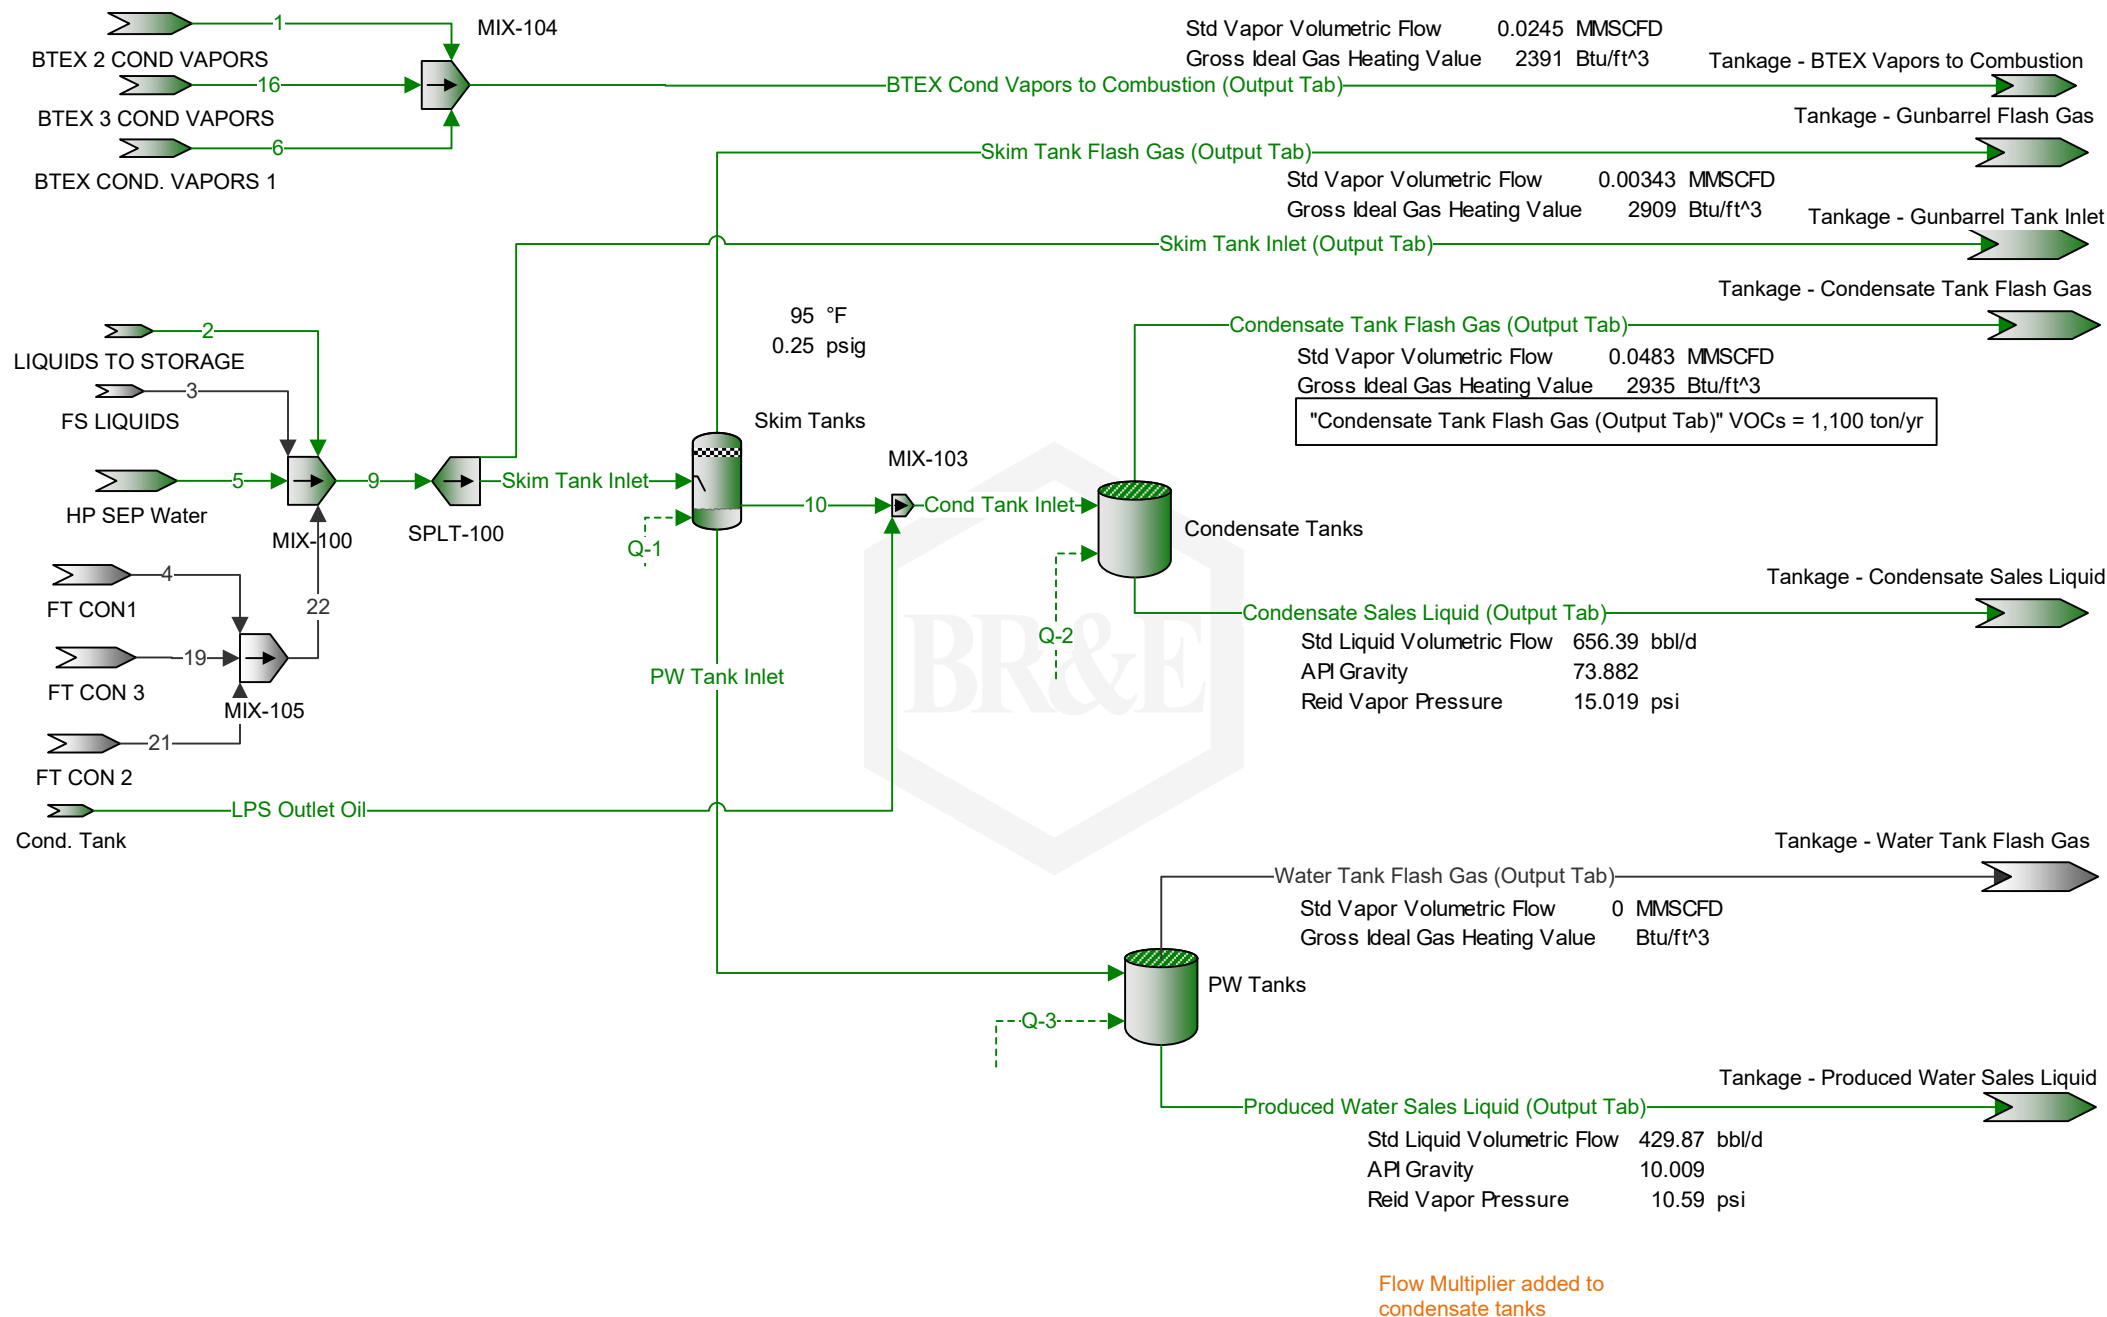 1
MIX-104
BTEX 2 COND VAPORS
16
BTEX 3 COND VAPORS
6
BTEX COND. VAPORS 1
Std Vapor Volumetric Flow 0.0245 MMSCFD
Gross Ideal Gas Heating Value 2391 Btu/ft^3
BTEX Cond Vapors to Combustion (Output Tab)
Tankage - BTEX Vapors to Combustion
Tankage - Gunbarrel Flash Gas
Skim Tank Flash Gas (Output Tab)
Std Vapor Volumetric Flow 0.00343 MMSCFD
Gross Ideal Gas Heating Value 2909 Btu/ft^3
Tankage - Gunbarrel Tank Inlet
Skim Tank Inlet (Output Tab)
Tankage - Condensate Tank Flash Gas
95 °F
0.25 psig
Condensate Tank Flash Gas (Output Tab)
Std Vapor Volumetric Flow 0.0483 MMSCFD
Gross Ideal Gas Heating Value 2935 Btu/ft^3
"Condensate Tank Flash Gas (Output Tab)" VOCs = 1,100 ton/yr
2
LIQUIDS TO STORAGE
3
FS LIQUIDS
5
HP SEP Water
MIX-100
9
SPLT-100
Skim Tank Inlet
Skim Tanks
Q-1
10
MIX-103
Cond Tank Inlet
Condensate Tanks
Q-2
4
FT CON1
22
19
FT CON 3
MIX-105
21
FT CON 2
LPS Outlet Oil
Cond. Tank
PW Tank Inlet
BR&E
Tankage - Condensate Sales Liquid
Condensate Sales Liquid (Output Tab)
Std Liquid Volumetric Flow 656.39 bbl/d
API Gravity 73.882
Reid Vapor Pressure 15.019 psi
Tankage - Water Tank Flash Gas
Water Tank Flash Gas (Output Tab)
Std Vapor Volumetric Flow 0 MMSCFD
Gross Ideal Gas Heating Value Btu/ft^3
PW Tanks
Q-3
Tankage - Produced Water Sales Liquid
Produced Water Sales Liquid (Output Tab)
Std Liquid Volumetric Flow 429.87 bbl/d
API Gravity 10.009
Reid Vapor Pressure 10.59 psi
Flow Multiplier added to
condensate tanks